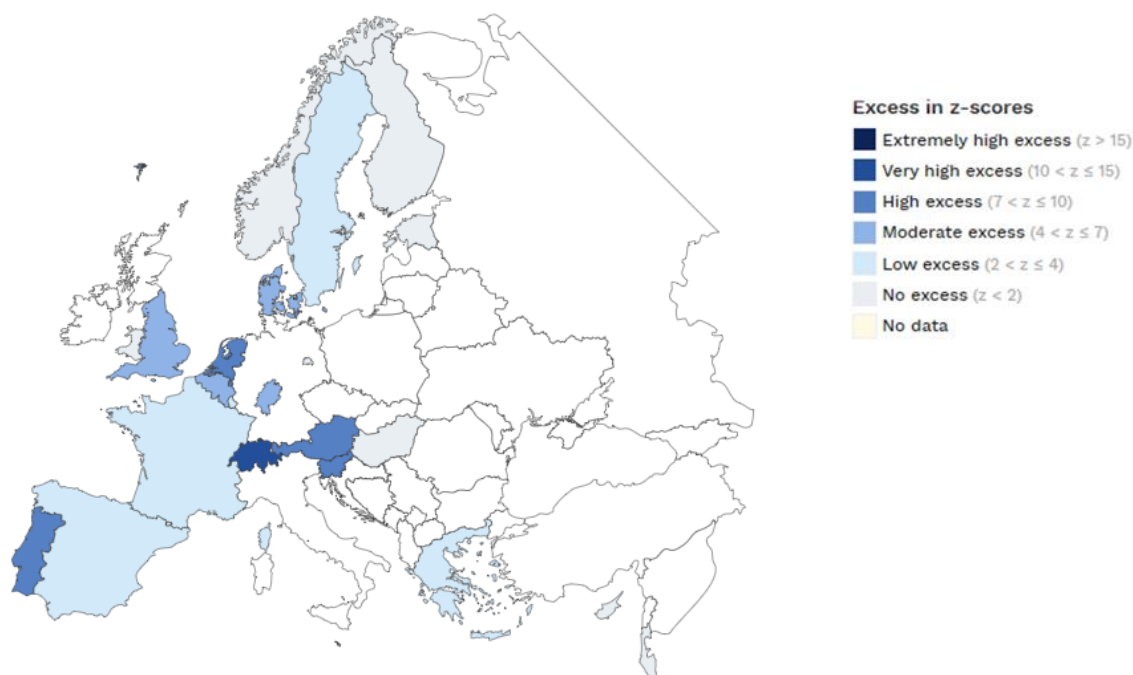 Excess in z-scores
Extremely high excess (z > 15)
Very high excess (10 < z ≤ 15)
High excess (7 < z ≤ 10)
Moderate excess (4 < z ≤ 7)
Low excess (2 < z ≤ 4)
No excess (z < 2)
No data